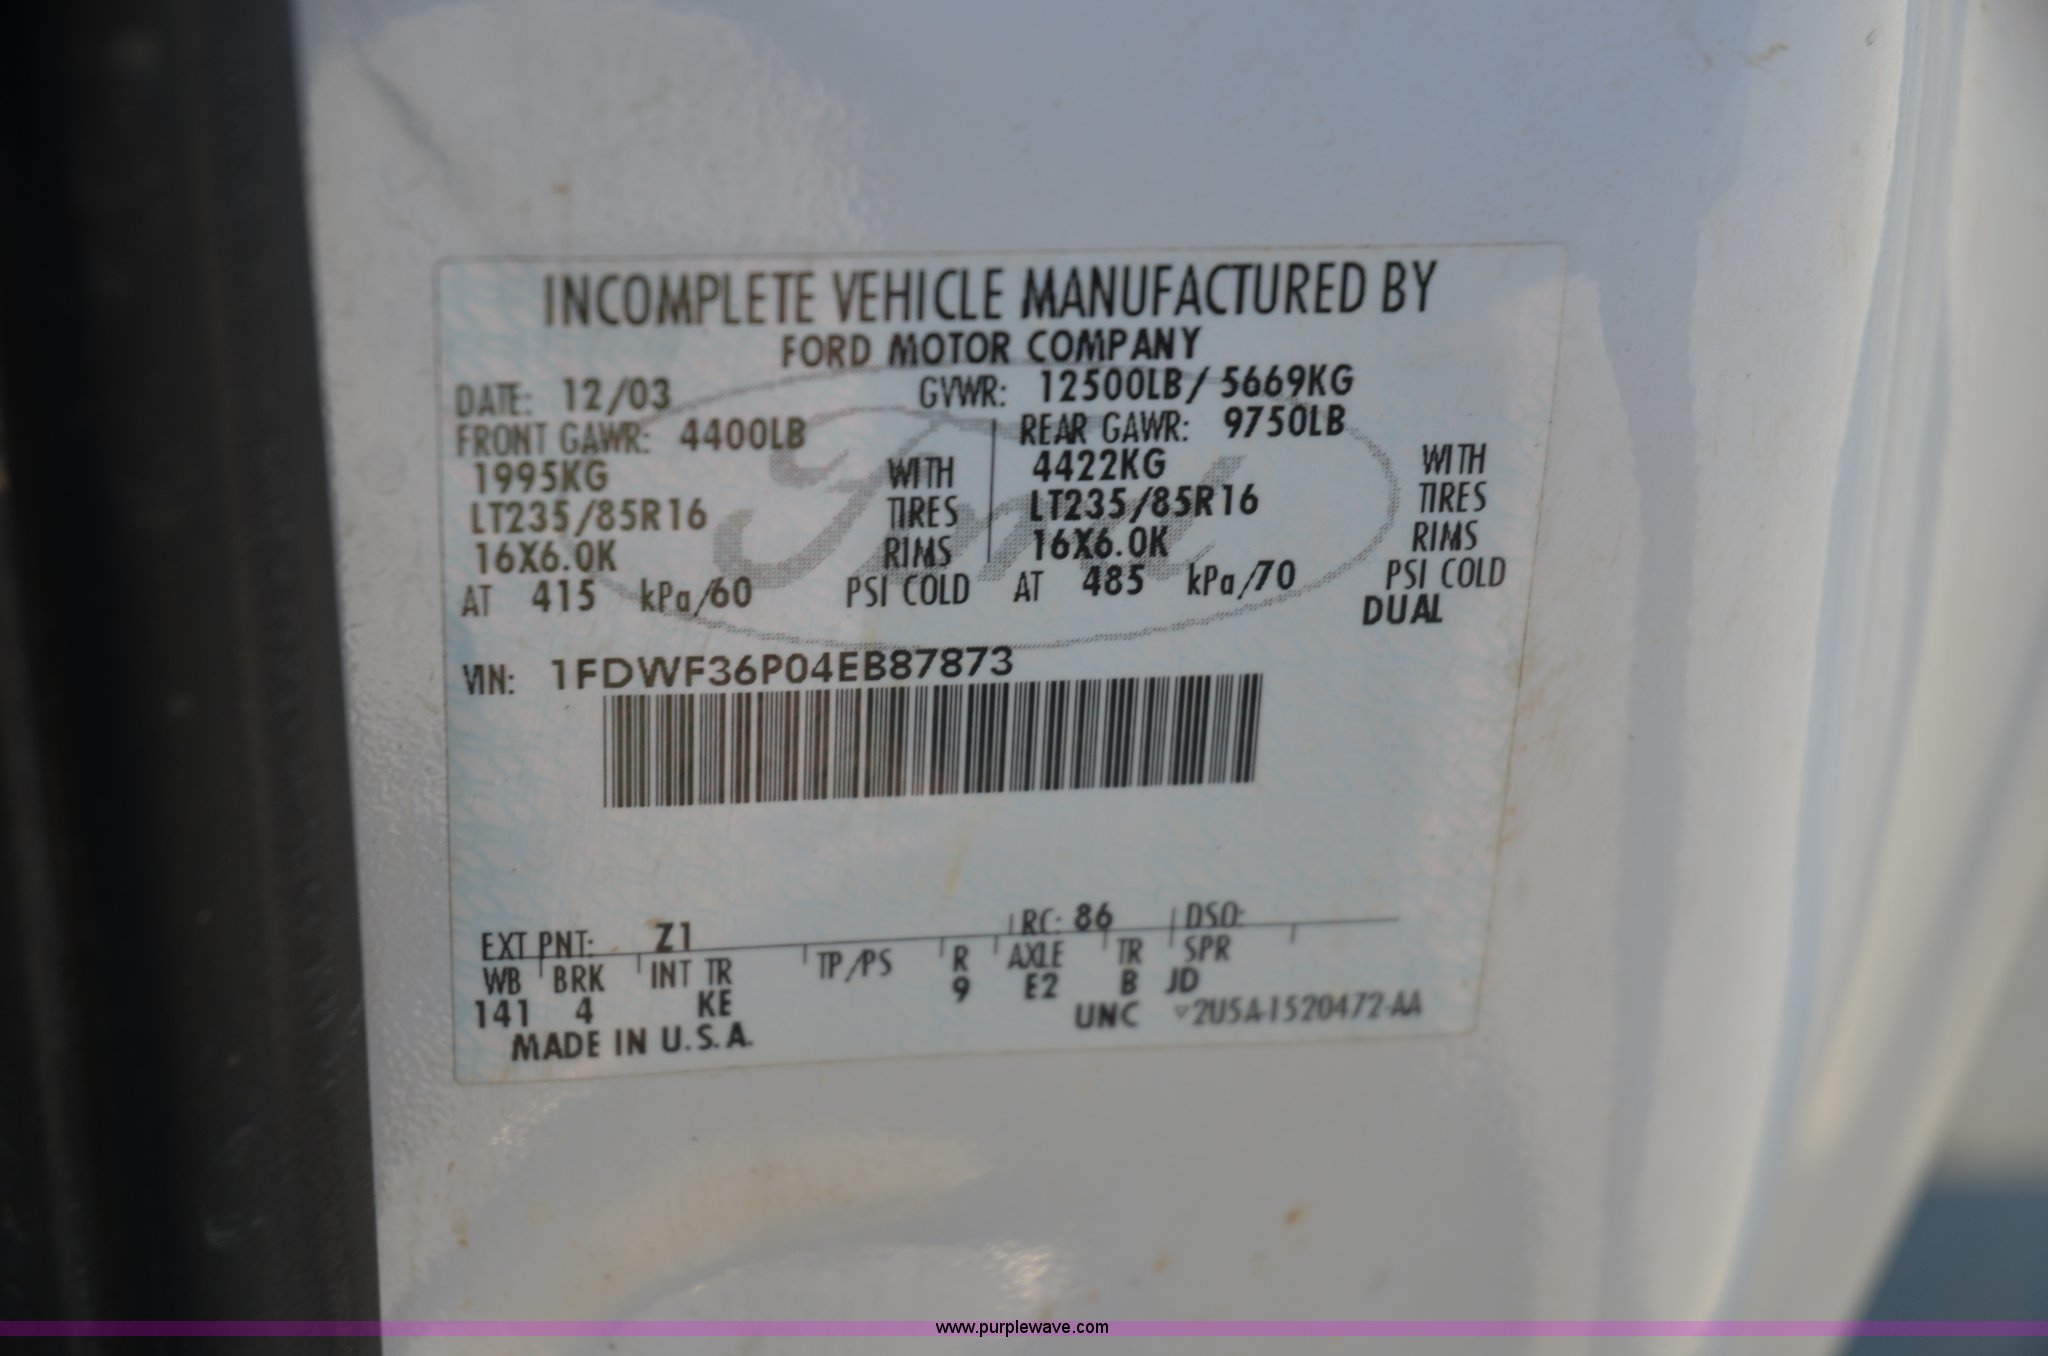 INCOMPLETE VEHICLE MANUFACTURED BY
FORD MOTOR COMPANY
DATE: 12/03 GVWR: 12500LB/ 5669KG
FRONT GAWR: 4400LB REAR GAWR: 9750LB
1995KG WITH 4422KG WITH
LT235/85R16 TIRES LT235/85R16 TIRES
16X6.0K RIMS 16X6.0K RIMS
AT 415 kPa/60 PSI COLD AT 485 kPa/70 PSI COLD
DUAL
Ford
VIN: 1FDWF36P04EB87873
EXT PNT: Z1 RC: 86 DSO:
WB BRK INT TR TP/PS R AXLE TR SPR
141 4 KE 9 E2 B JD
MADE IN U.S.A. UNC 2U5A-1520472-AA
www.purplewave.com